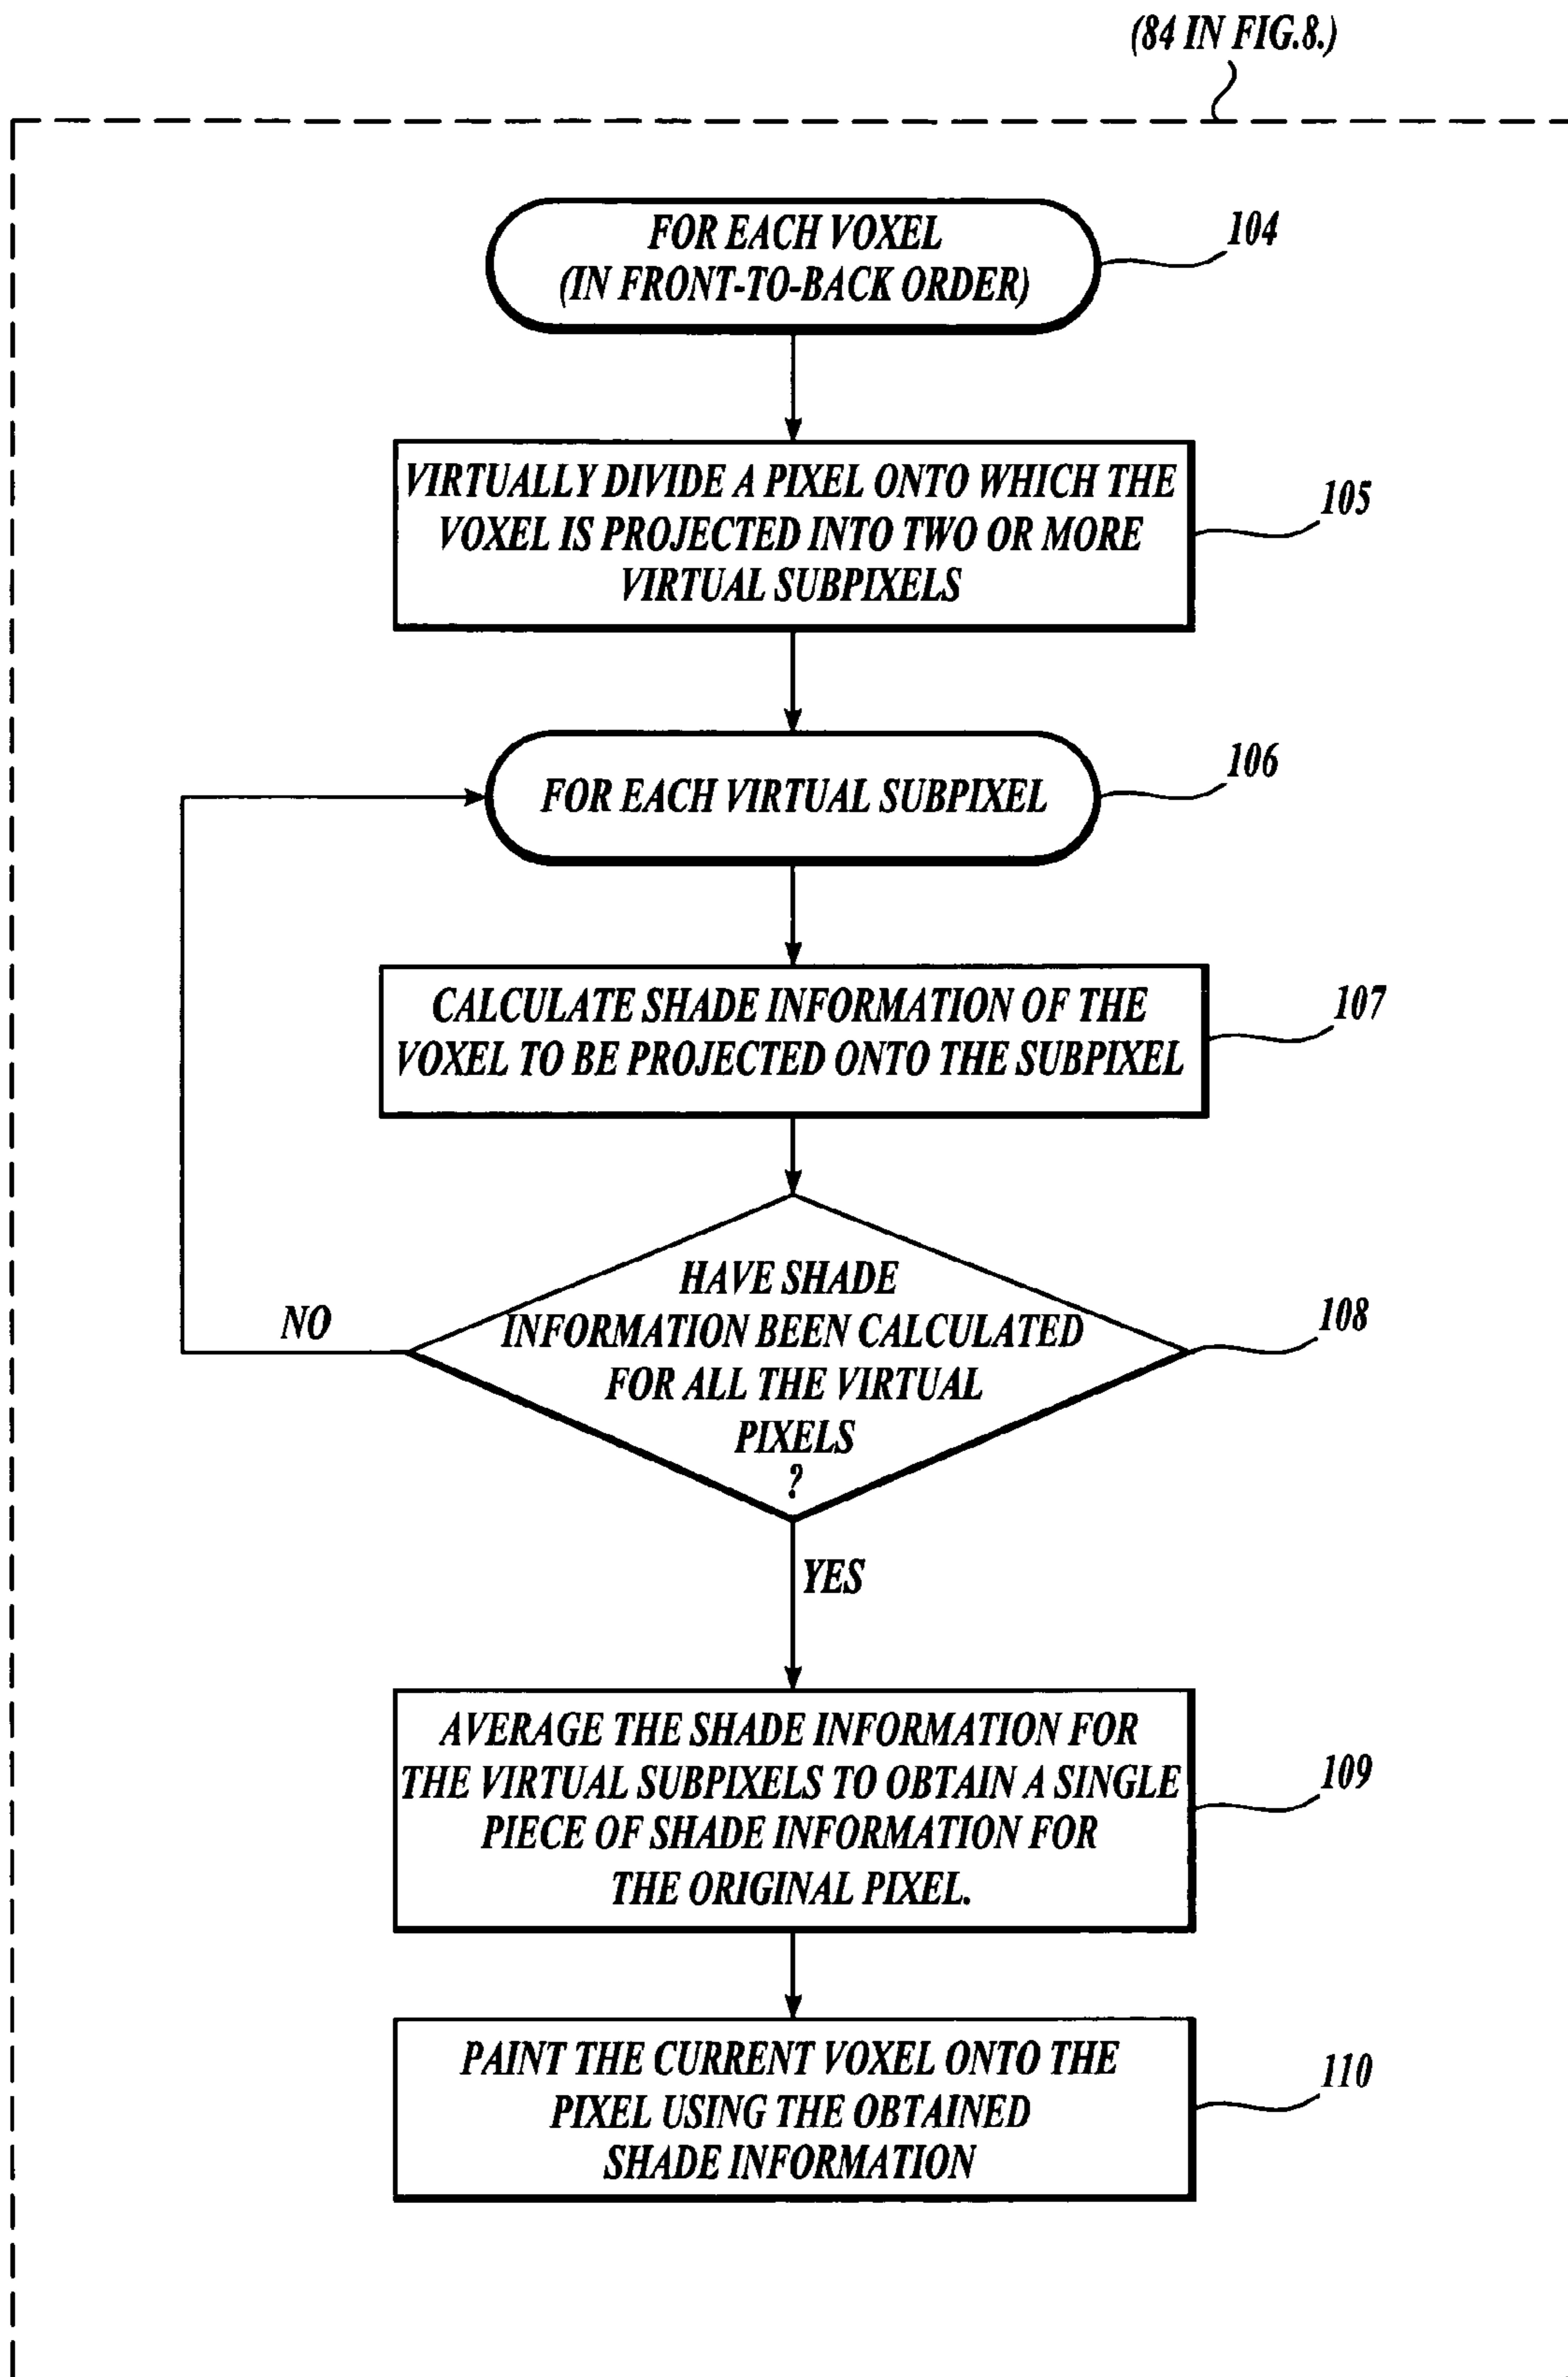 (84 IN FIG.8.)
FOR EACH VOXEL
(IN FRONT-TO-BACK ORDER)
104
VIRTUALLY DIVIDE A PIXEL ONTO WHICH THE
VOXEL IS PROJECTED INTO TWO OR MORE
VIRTUAL SUBPIXELS
105
FOR EACH VIRTUAL SUBPIXEL
106
CALCULATE SHADE INFORMATION OF THE
VOXEL TO BE PROJECTED ONTO THE SUBPIXEL
107
HAVE SHADE
INFORMATION BEEN CALCULATED
FOR ALL THE VIRTUAL
PIXELS
?
108
NO
YES
AVERAGE THE SHADE INFORMATION FOR
THE VIRTUAL SUBPIXELS TO OBTAIN A SINGLE
PIECE OF SHADE INFORMATION FOR
THE ORIGINAL PIXEL.
109
PAINT THE CURRENT VOXEL ONTO THE
PIXEL USING THE OBTAINED
SHADE INFORMATION
110